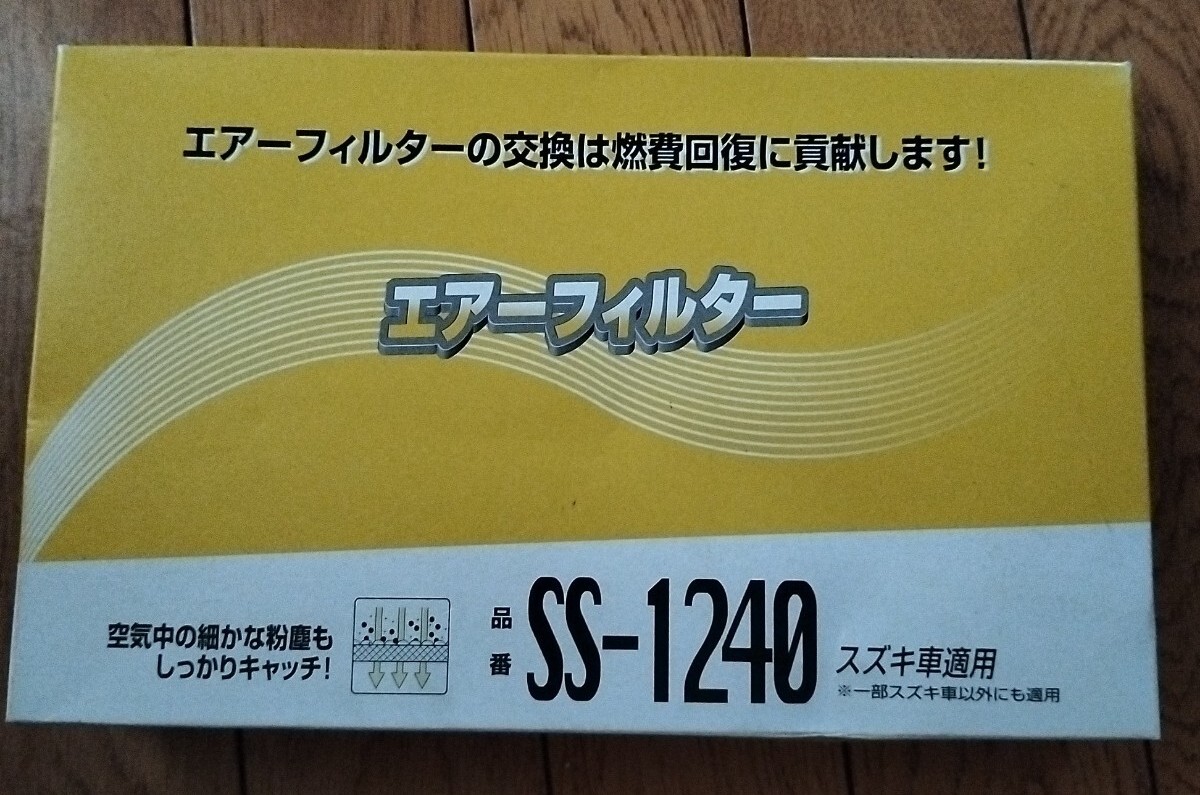 エアーフィルターの交換は燃費回復に貢献します!
エアーフィルター
空気中の細かな粉塵も
しっかりキャッチ!
品番 SS-1240
スズキ車適用
※一部スズキ車以外にも適用